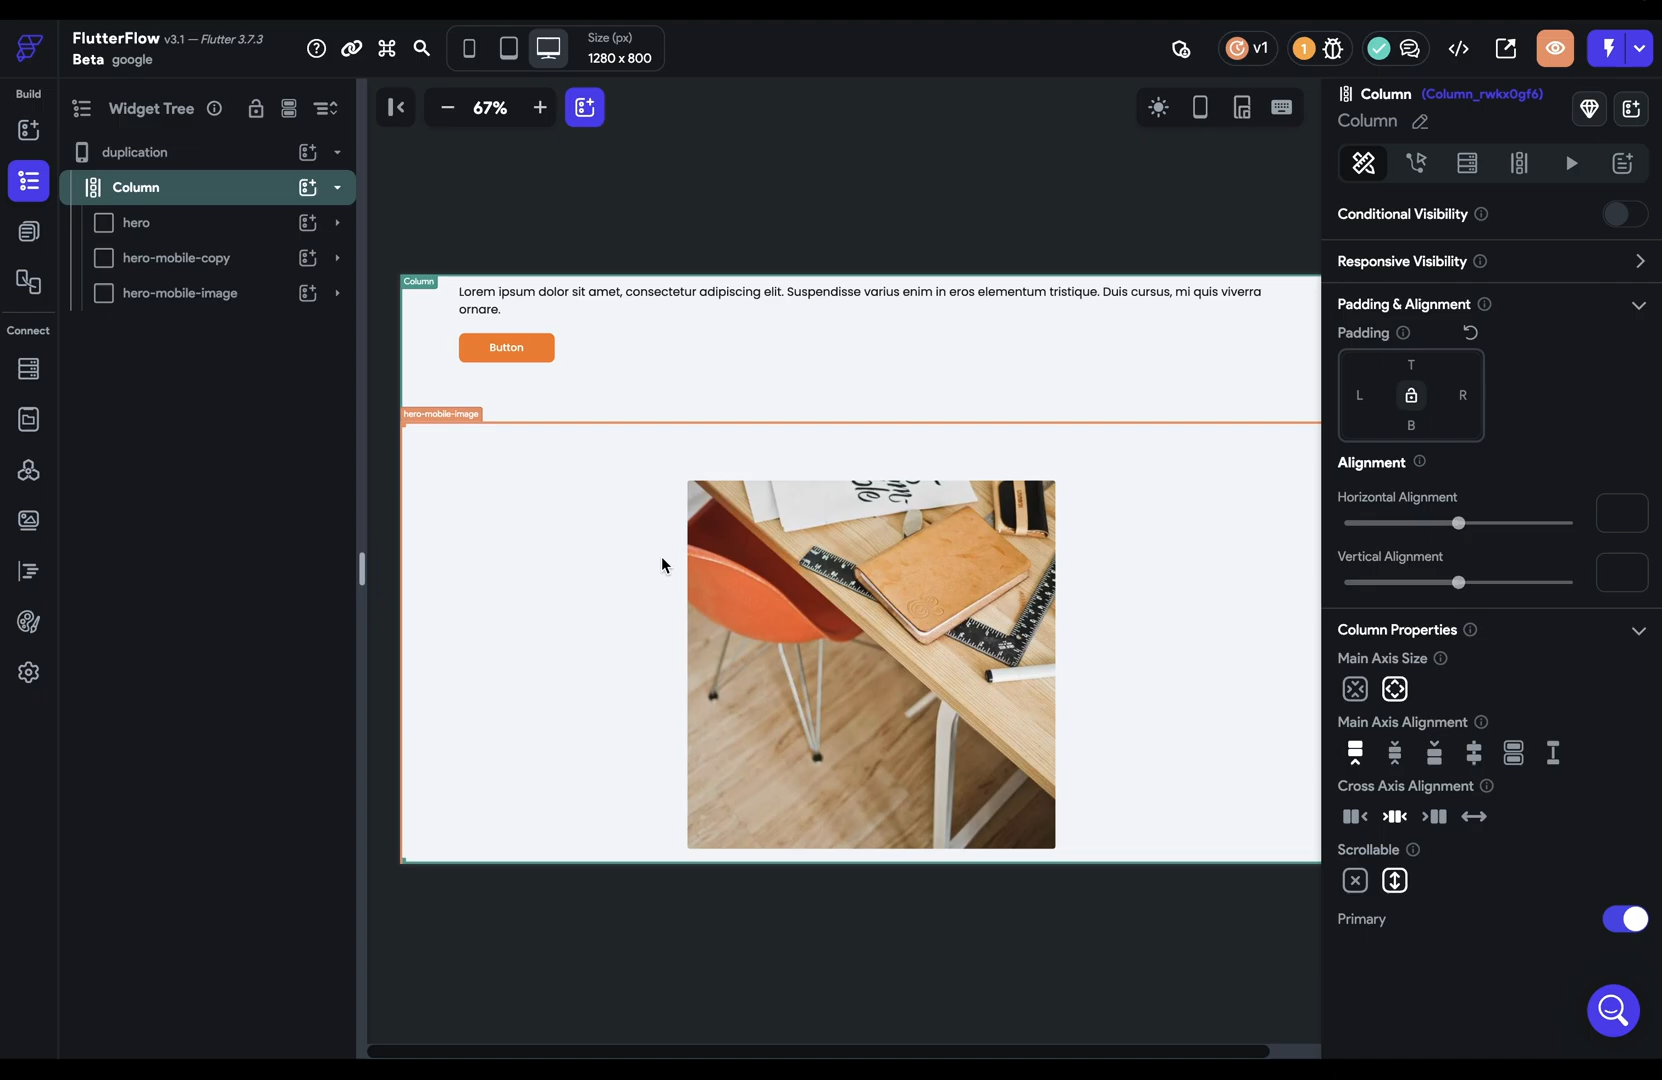 FlutterFlow v3.1 — Flutter 3.7.3
Beta google
Size (px)
1280 x 800
v1
1
Build
Widget Tree
duplication
Column
hero
hero-mobile-copy
hero-mobile-image
Connect
67%
Column
Lorem ipsum dolor sit amet, consectetur adipiscing elit. Suspendisse varius enim in eros elementum tristique. Duis cursus, mi quis viverra
ornare.
Button
hero-mobile-image
Column (Column_rwkx0gf6)
Column
Conditional Visibility
Responsive Visibility
Padding & Alignment
Padding
T
L
R
B
Alignment
Horizontal Alignment
Vertical Alignment
Column Properties
Main Axis Size
Main Axis Alignment
Cross Axis Alignment
Scrollable
Primary